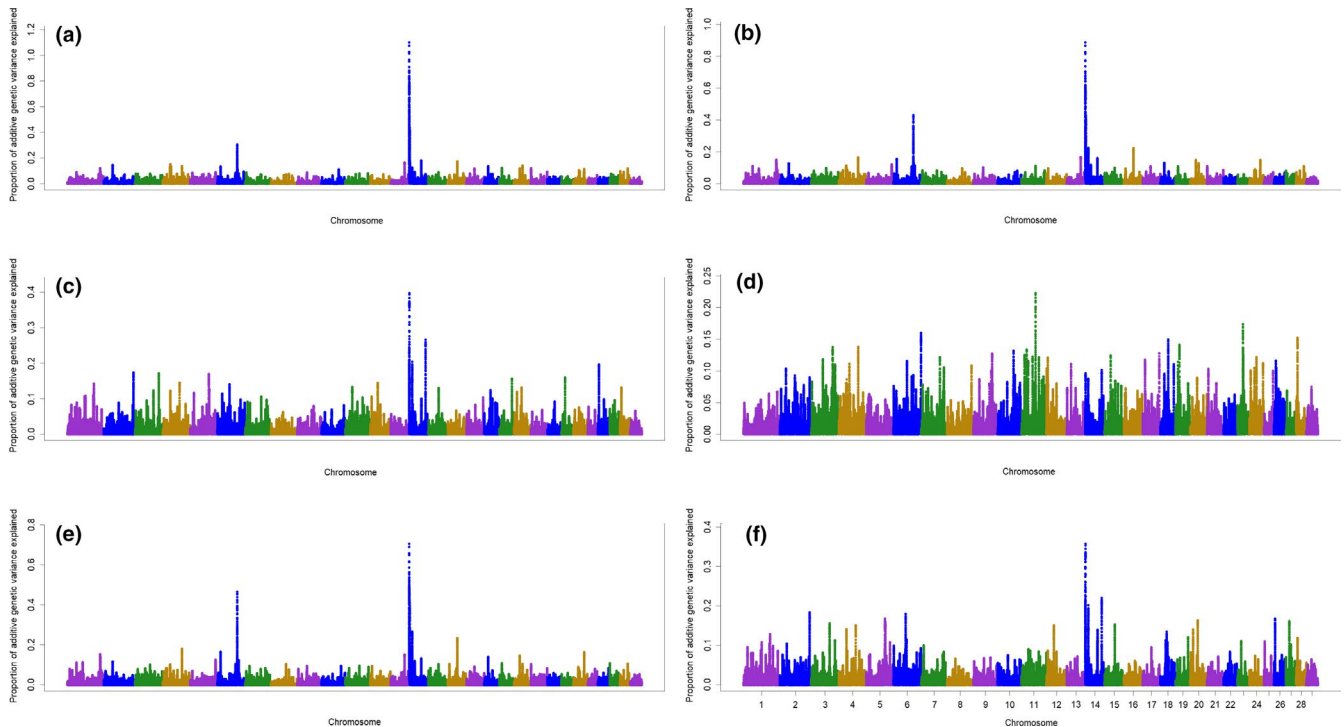 (a)
Proportion of additive genetic variance explained
1.2
1.0
0.8
0.6
0.4
0.2
0.0
Chromosome
(b)
Proportion of additive genetic variance explained
1.0
0.8
0.6
0.4
0.2
0.0
Chromosome
(c)
Proportion of additive genetic variance explained
0.4
0.3
0.2
0.1
0.0
Chromosome
(d)
Proportion of additive genetic variance explained
0.25
0.20
0.15
0.10
0.05
0.00
Chromosome
(e)
Proportion of additive genetic variance explained
0.8
0.6
0.4
0.2
0.0
Chromosome
(f)
Proportion of additive genetic variance explained
0.4
0.3
0.2
0.1
0.0
1 2 3 4 5 6 7 8 9 10 11 12 13 14 15 16 17 18 19 20 21 22 24 26 28
Chromosome